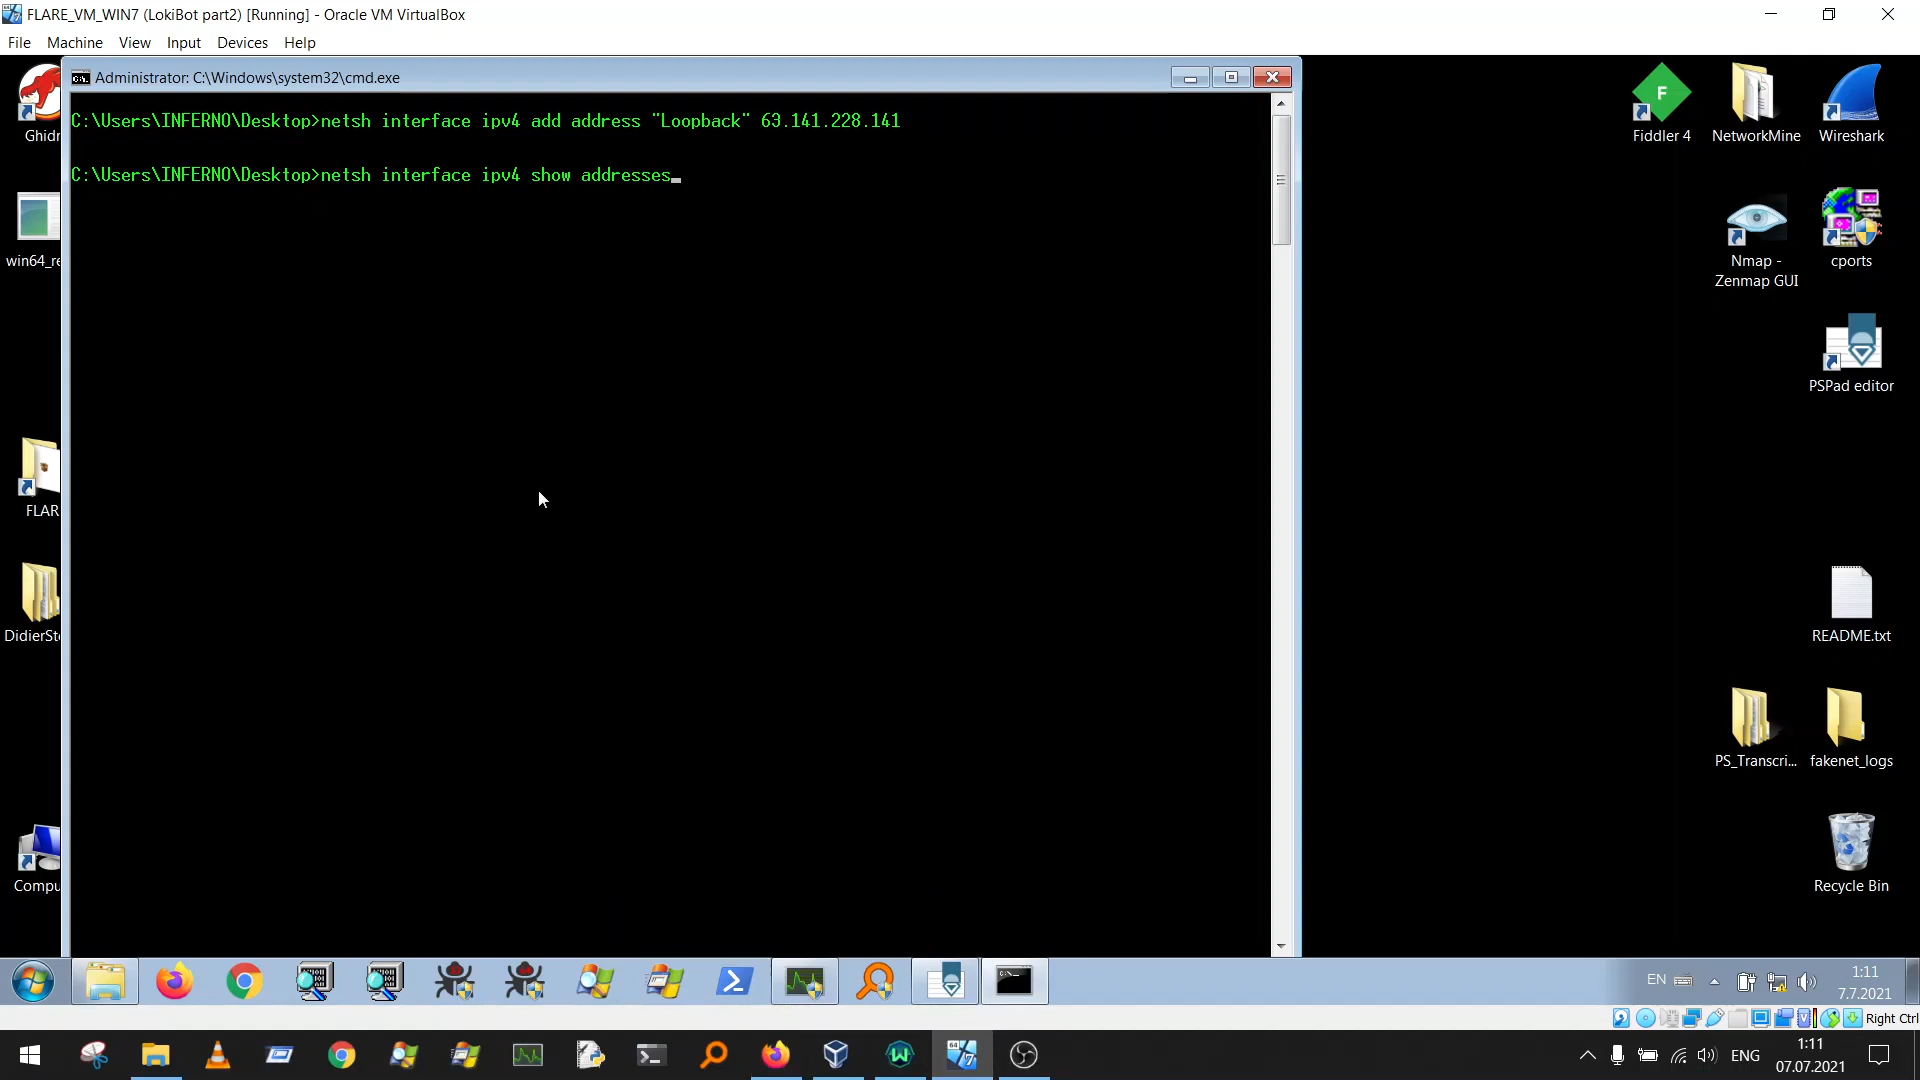 FLARE_VM_WIN7 (LokiBot part2) [Running] - Oracle VM VirtualBox
File Machine View Input Devices Help
Administrator: C:\Windows\system32\cmd.exe
C:\Users\INFERNO\Desktop>netsh interface ipv4 add address "Loopback" 63.141.228.141
C:\Users\INFERNO\Desktop>netsh interface ipv4 show addresses_
Ghidr
win64_re
FLAR
DidierSte
Compu
Fiddler 4
NetworkMine
Wireshark
Nmap -
Zenmap GUI
cports
PSPad editor
README.txt
PS_Transcri...
fakenet_logs
Recycle Bin
EN
1:11
7.7.2021
Right Ctrl
ENG
1:11
07.07.2021